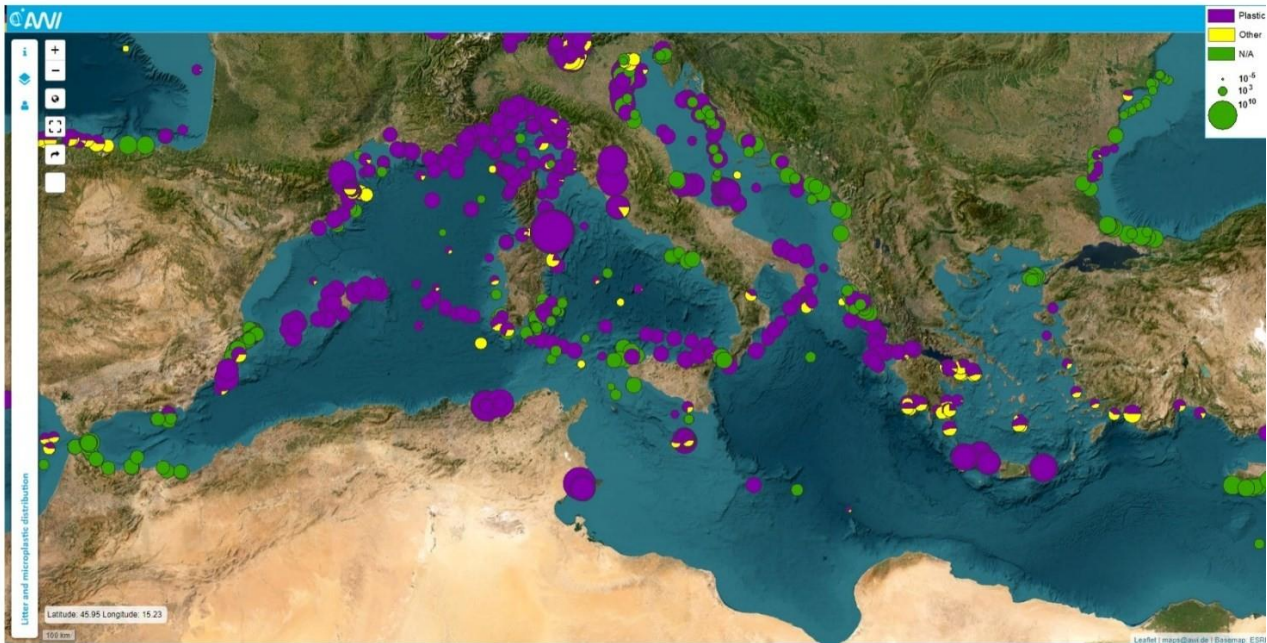 AWI
Plastic
Other
N/A
10-5
103
1010
i
+
−
Litter and microplastic distribution
Latitude: 45.95 Longitude: 15.23
100 km
Leaflet | maps@awi.de | Basemap: ESRI